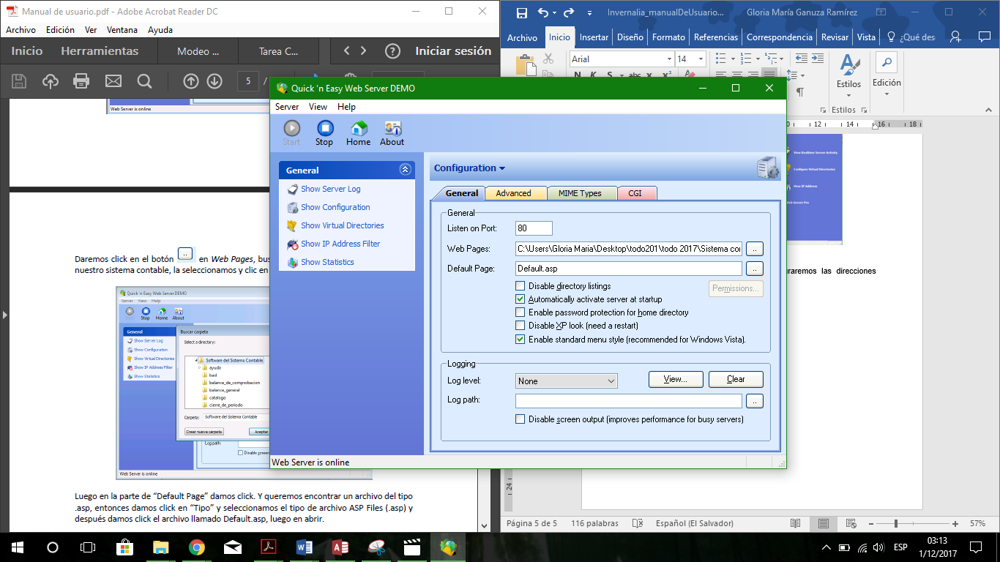 Manual de usuario.pdf - Adobe Acrobat Reader DC
Archivo Edición Ver Ventana Ayuda
Inicio Herramientas Modeo ... Tarea C... Iniciar sesión
5 /
Web Server is online
Daremos click en el botón .. en Web Pages, bus
nuestro sistema contable, la seleccionamos y clic en
Quick 'n Easy Web Server DEMO
Server View Help
Start Stop Home About
General
Show Server Log
Show Configuration
Show Virtual Directories
Show IP Address Filter
Show Statistics
Buscar carpeta
Select a directory:
Software del Sistema Contable
ayuda
bad
balance_de_comprobacion
balance_general
catalogo
cierre_de_periodo
Carpeta: Software del Sistema Contable
Crear nueva carpeta Aceptar
Log path:
Disable screen
Web Server is online
Luego en la parte de “Default Page” damos click. Y queremos encontrar un archivo del tipo
.asp, entonces damos click en “Tipo” y seleccionamos el tipo de archivo ASP Files (.asp) y
después damos click el archivo llamado Default.asp, luego en abrir.
Invernalia_manualDeUsuario... Gloria María Ganuza Ramírez
Archivo Inicio Insertar Diseño Formato Referencias Correspondencia Revisar Vista ¿Qué des
Arial 14
N K S abc x x²
Estilos Edición
Estilos
10 12 14 16 18
View Realtime Server Activity
Configure Virtual Directories
View IP Address
Web Server Pro
uraremos las direcciones
24
Página 5 de 5 116 palabras Español (El Salvador) 57%
Quick 'n Easy Web Server DEMO
Server View Help
Start Stop Home About
General
Show Server Log
Show Configuration
Show Virtual Directories
Show IP Address Filter
Show Statistics
Configuration
General Advanced MIME Types CGI
General
Listen on Port: 80
Web Pages: C:\Users\Gloria Maria\Desktop\todo201\todo 2017\Sistema con ..
Default Page: Default.asp ..
Disable directory listings Permissions...
Automatically activate server at startup
Enable password protection for home directory
Disable XP look (need a restart)
Enable standard menu style (recommended for Windows Vista).
Logging
Log level: None View... Clear
Log path: ..
Disable screen output (improves performance for busy servers)
Web Server is online
ESP 03:13
1/12/2017